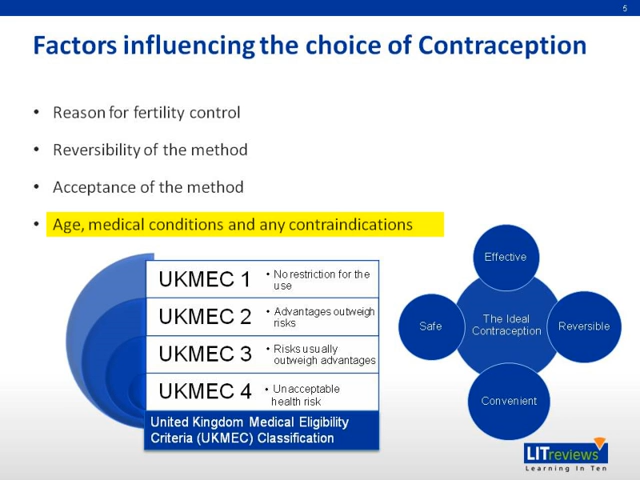 5
Factors influencing the choice of Contraception
• Reason for fertility control
• Reversibility of the method
• Acceptance of the method
• Age, medical conditions and any contraindications
UKMEC 1
• No restriction for the
use
UKMEC 2
• Advantages outweigh
risks
UKMEC 3
• Risks usually
outweigh advantages
UKMEC 4
• Unacceptable
health risk
United Kingdom Medical Eligibility
Criteria (UKMEC) Classification
Effective
Safe
The Ideal
Contraception
Reversible
Convenient
LITreviews
Learning In Ten